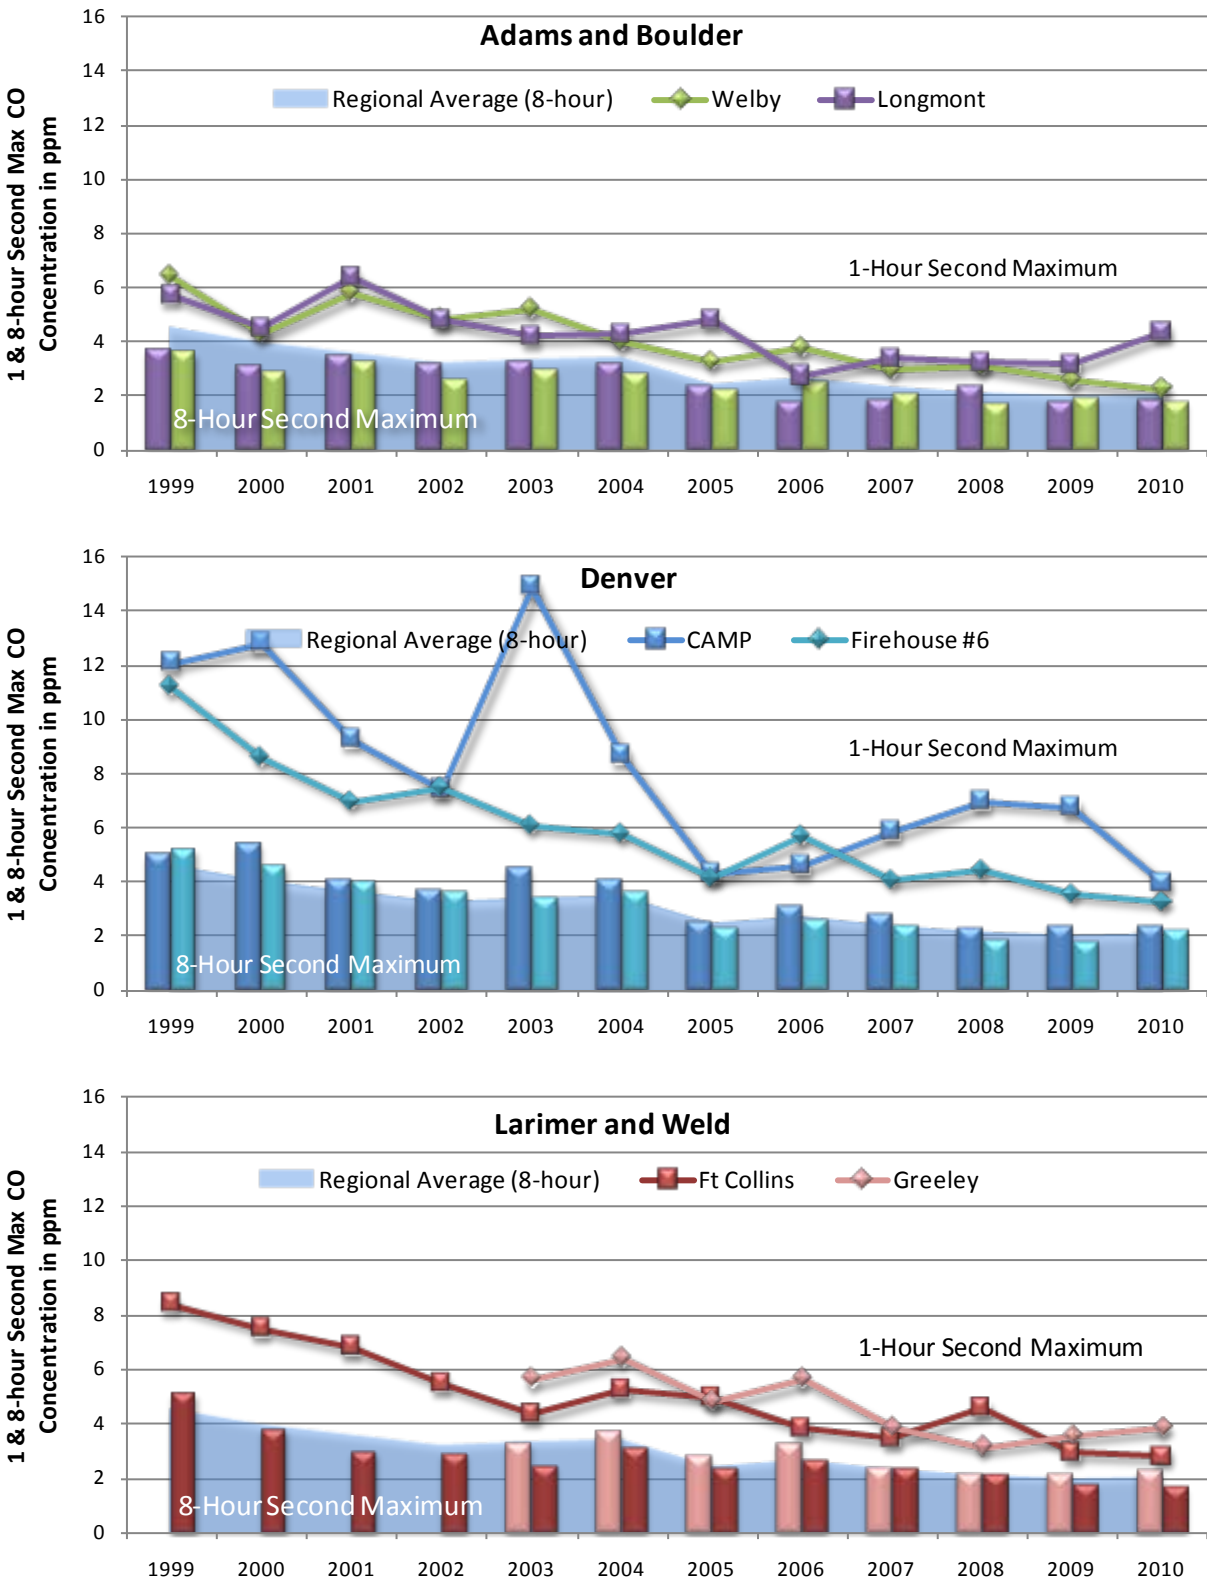 Adams and Boulder
Regional Average (8-hour) Welby Longmont
1 & 8-hour Second Max CO
Concentration in ppm
16
14
12
10
8
6
4
2
0
1-Hour Second Maximum
8-Hour Second Maximum
1999 2000 2001 2002 2003 2004 2005 2006 2007 2008 2009 2010
Denver
Regional Average (8-hour) CAMP Firehouse #6
1 & 8-hour Second Max CO
Concentration in ppm
16
14
12
10
8
6
4
2
0
1-Hour Second Maximum
8-Hour Second Maximum
1999 2000 2001 2002 2003 2004 2005 2006 2007 2008 2009 2010
Larimer and Weld
Regional Average (8-hour) Ft Collins Greeley
1 & 8-hour Second Max CO
Concentration in ppm
16
14
12
10
8
6
4
2
0
1-Hour Second Maximum
8-Hour Second Maximum
1999 2000 2001 2002 2003 2004 2005 2006 2007 2008 2009 2010